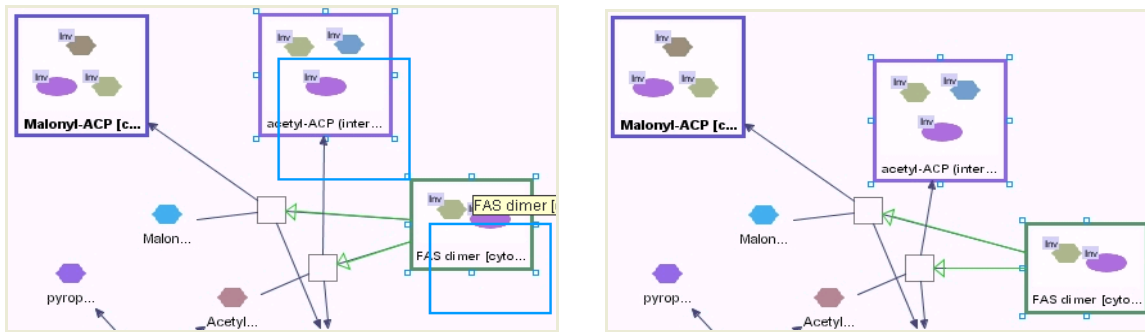 Inv
Inv
Inv
Malonyl-ACP [c...
Inv
Inv
Inv
acetyl-ACP (inter...
Inv
FAS dimer [
FAS dimer [cyto...
Malon...
pyrop...
Acetyl...
Inv
Inv
Inv
Malonyl-ACP [c...
Inv
Inv
Inv
acetyl-ACP (inter...
Inv
Inv
FAS dimer [cyto...
Malon...
pyrop...
Acetyl...